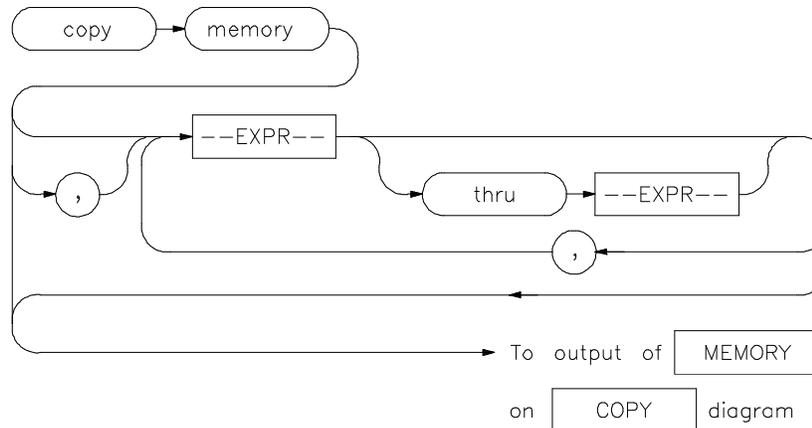 copy memory
--EXPR--
, thru --EXPR--
,
To output of MEMORY
on COPY diagram